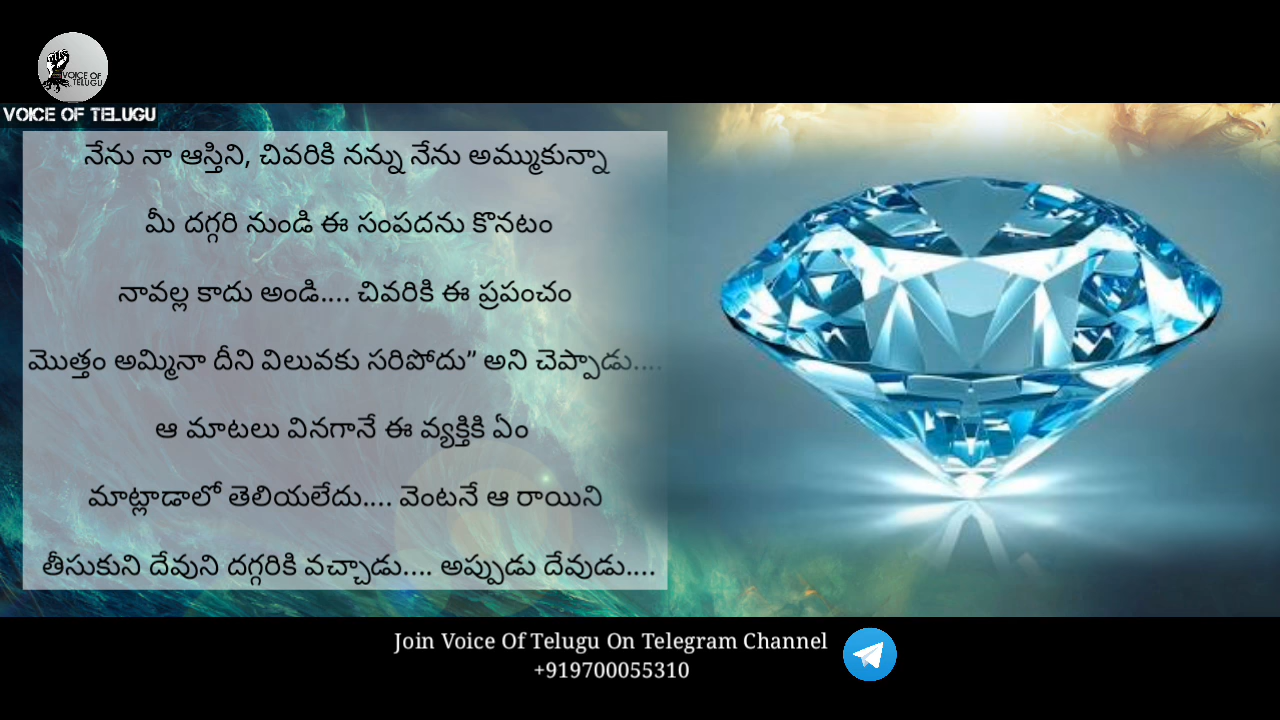 VOICE OF TELUGU
VOICE OF TELUGU
నేను నా ఆస్తిని, చివరికి నన్ను నేను అమ్ముకున్నా
మీ దగ్గరి నుండి ఈ సంపదను కొనటం
నావల్ల కాదు అండి.... చివరికి ఈ ప్రపంచం
మొత్తం అమ్మినా దీని విలువకు సరిపోదు” అని చెప్పాడు....
ఆ మాటలు వినగానే ఈ వ్యక్తికి ఏం
మాట్లాడాలో తెలియలేదు.... వెంటనే ఆ రాయిని
తీసుకుని దేవుని దగ్గరికి వచ్చాడు.... అప్పుడు దేవుడు....
Join Voice Of Telugu On Telegram Channel
+919700055310